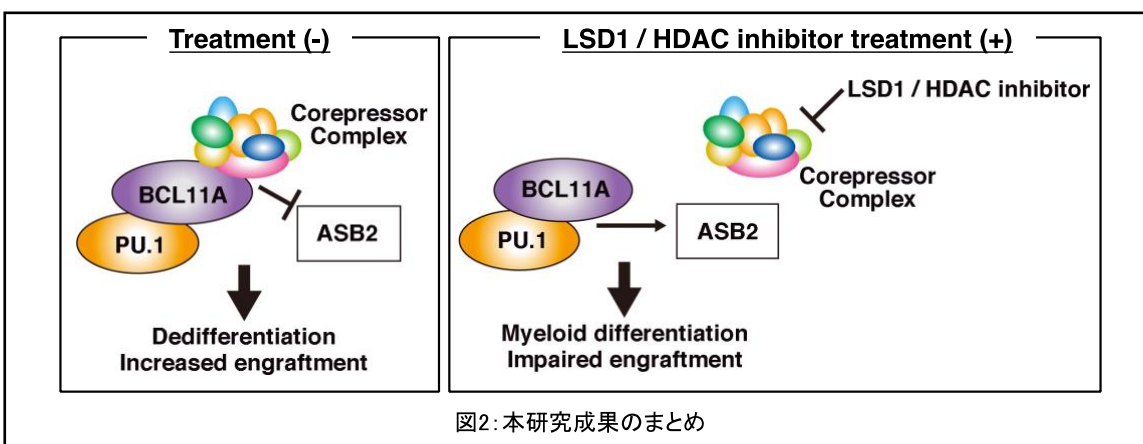 Treatment (-)
Corepressor
Complex
BCL11A
PU.1
ASB2
Dedifferentiation
Increased engraftment
LSD1 / HDAC inhibitor treatment (+)
LSD1 / HDAC inhibitor
Corepressor
Complex
BCL11A
PU.1
ASB2
Myeloid differentiation
Impaired engraftment
図2:本研究成果のまとめ